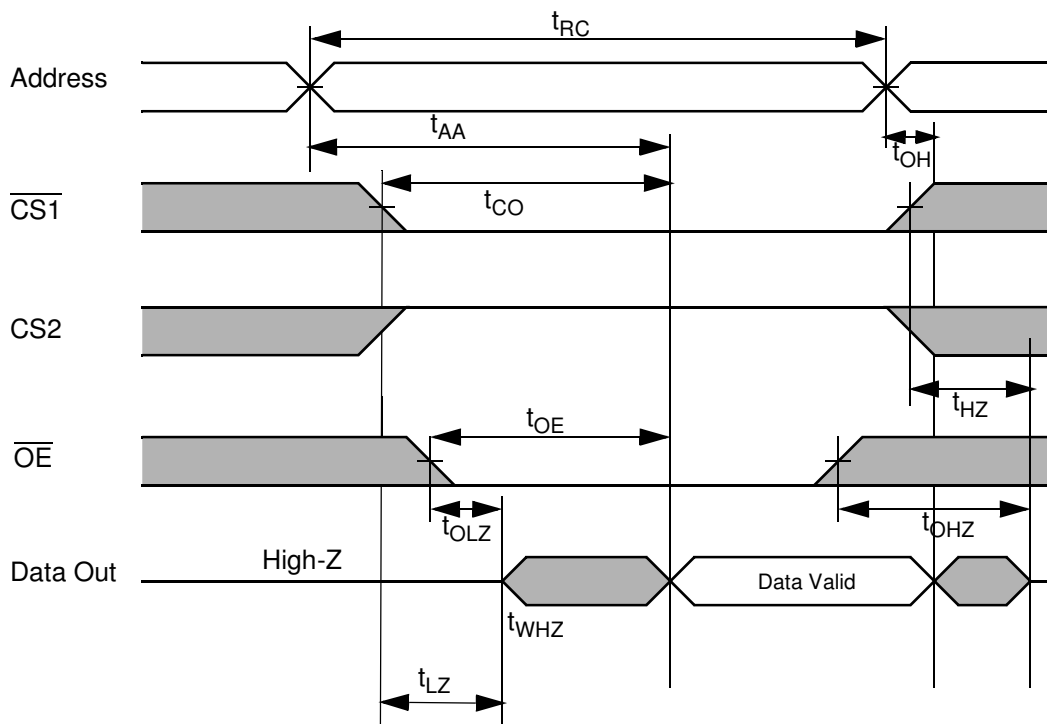 tRC
Address
tAA
tOH
CS1
tCO
CS2
tHZ
tOE
OE
tOLZ
tOHZ
High-Z
Data Out
Data Valid
tWHZ
tLZ